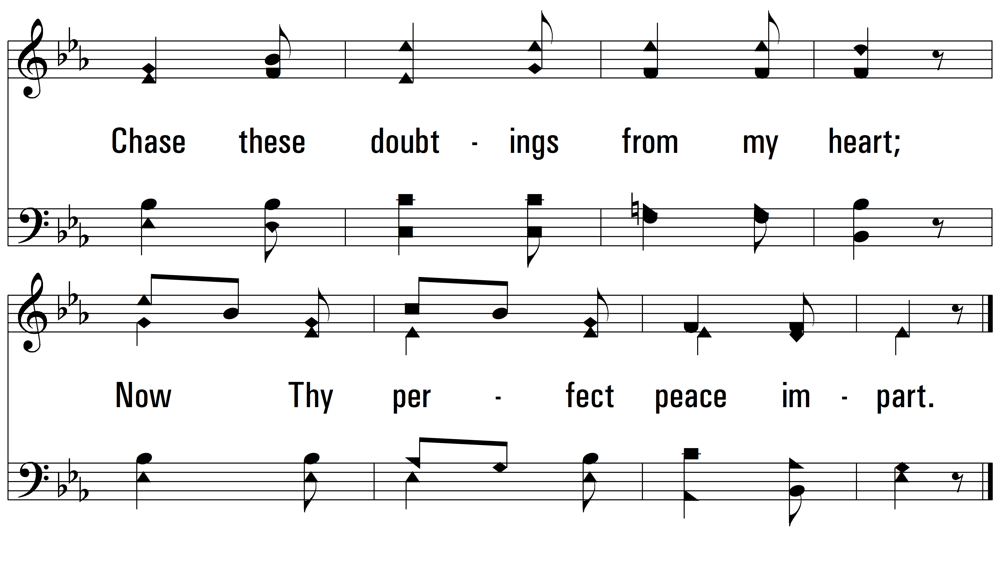 Chase these doubt - ings from my heart;
Now Thy per - fect peace im - part.